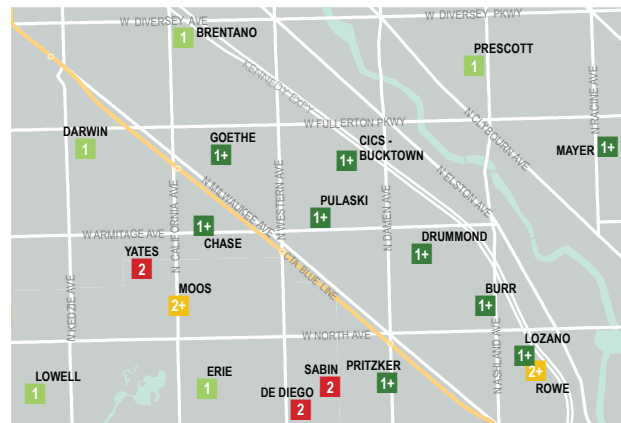 W DIVERSEY AVE
W DIVERSEY PKWY
1
BRENTANO
PRESCOTT
1
KENNEDY EXPY
N CLYBOURN AVE
N RACINE AVE
W FULLERTON PKWY
DARWIN
1
GOETHE
1+
CICS -
BUCKTOWN
1+
MAYER
1+
N MILWAUKEE AVE
N WESTERN AVE
N DAMEN AVE
N ELSTON AVE
N CALIFORNIA AVE
PULASKI
1+
W ARMITAGE AVE
1+
CHASE
DRUMMOND
1+
YATES
2
CTA BLUE LINE
N KEDZIE AVE
MOOS
2+
BURR
1+
W NORTH AVE
N ASHLAND AVE
LOZANO
1+
2+
ROWE
LOWELL
1
ERIE
1
SABIN
2
PRITZKER
1+
DE DIEGO
2